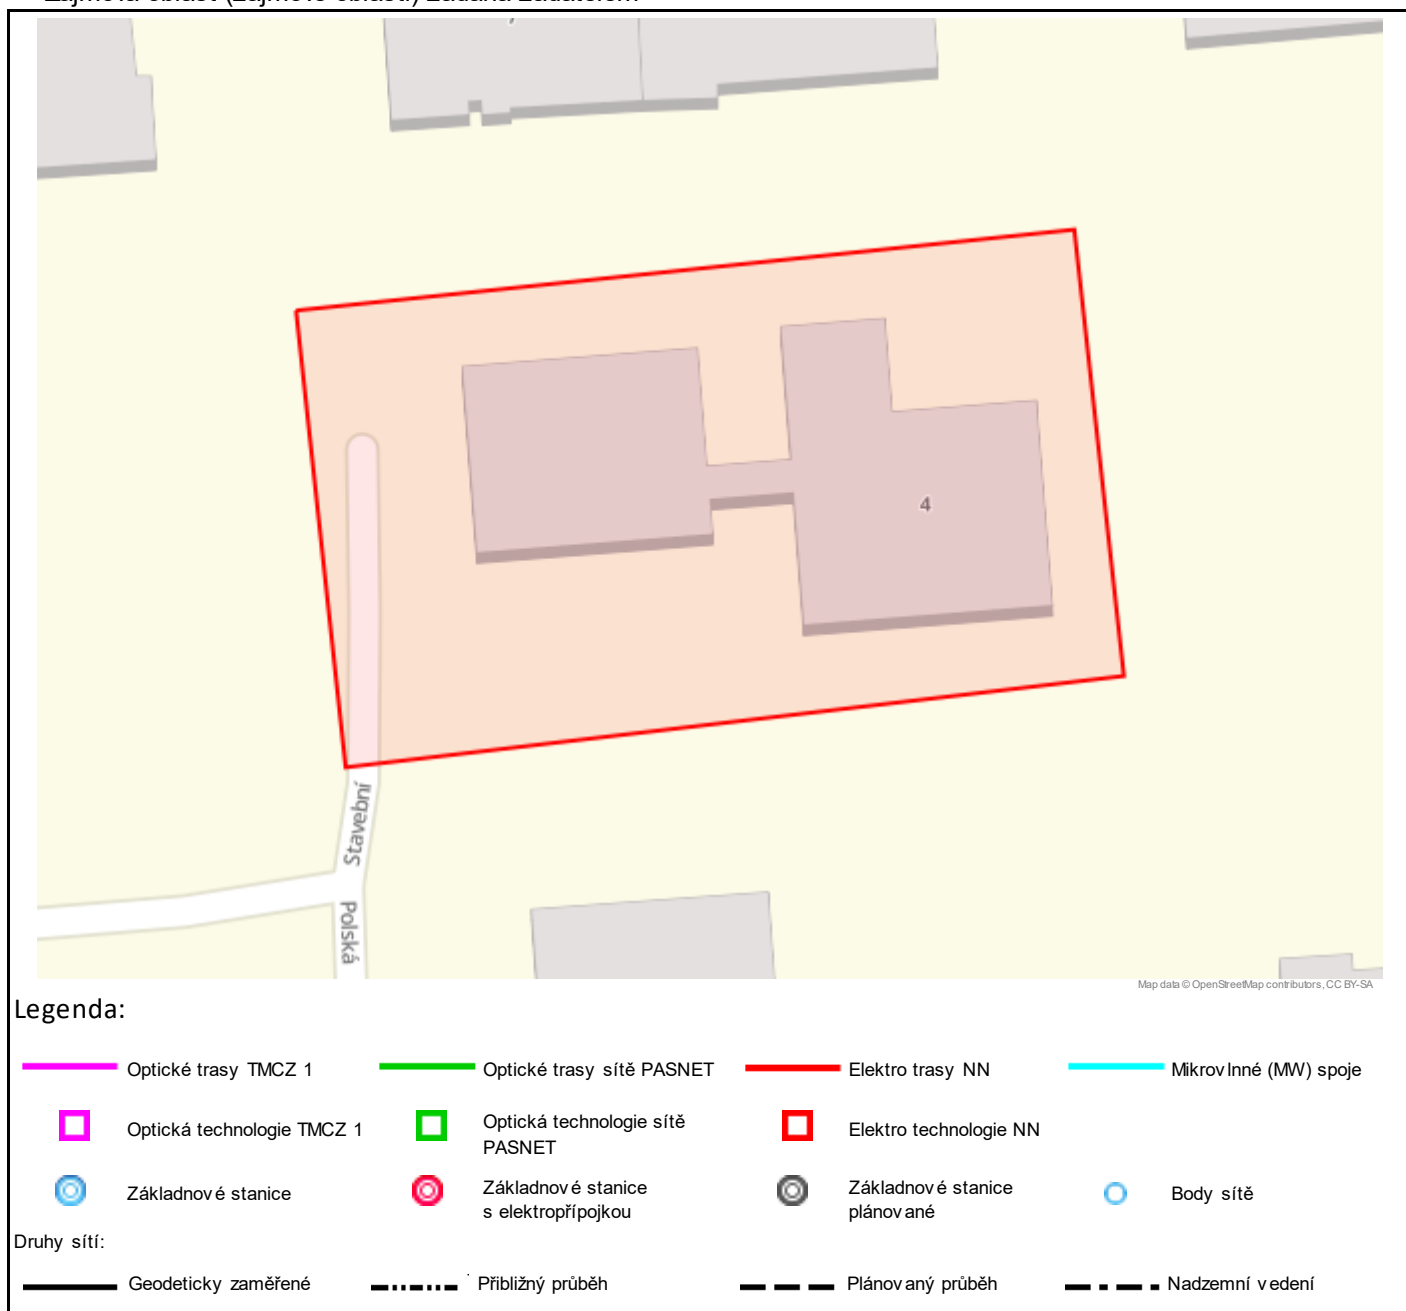 4
Stavební
Polská
Map data © OpenStreetMap contributors, CC BY-SA
Legenda:
Optické trasy TMCZ 1
Optické trasy sítě PASNET
Elektro trasy NN
Mikrovlnné (MW) spoje
Optická technologie TMCZ 1
Optická technologie sítě
PASNET
Elektro technologie NN
Základnové stanice
Základnové stanice
s elektropřípojkou
Základnové stanice
plánované
Body sítě
Druhy sítí:
Geodeticky zaměřené
Přibližný průběh
Plánovaný průběh
Nadzemní vedení